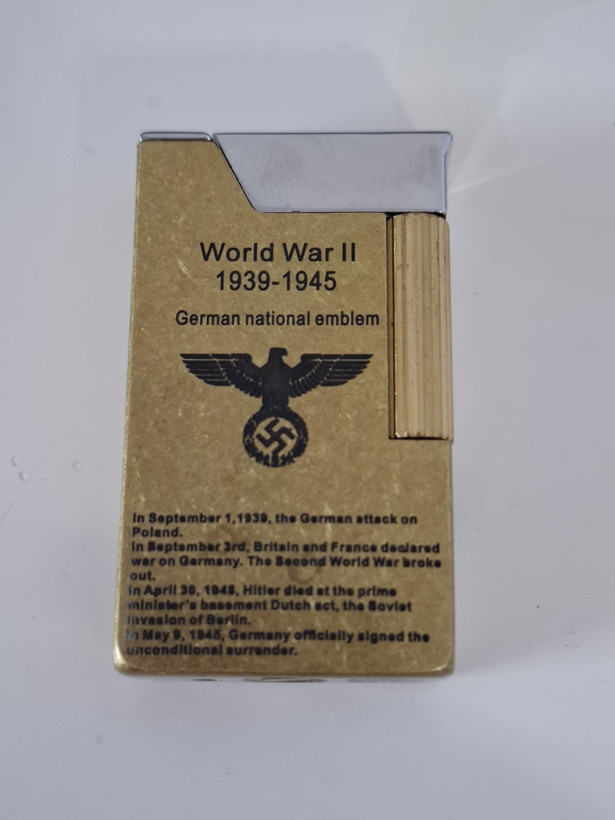 World War II
1939-1945
German national emblem
In September 1,1939, the German attack on
Poland.
In September 3rd, Britain and France declared
war on Germany. The Second World War broke
out.
In April 30, 1945, Hitler died at the prime
minister's basement Dutch act, the Soviet
invasion of Berlin.
In May 9, 1945, Germany officially signed the
unconditional surrender.